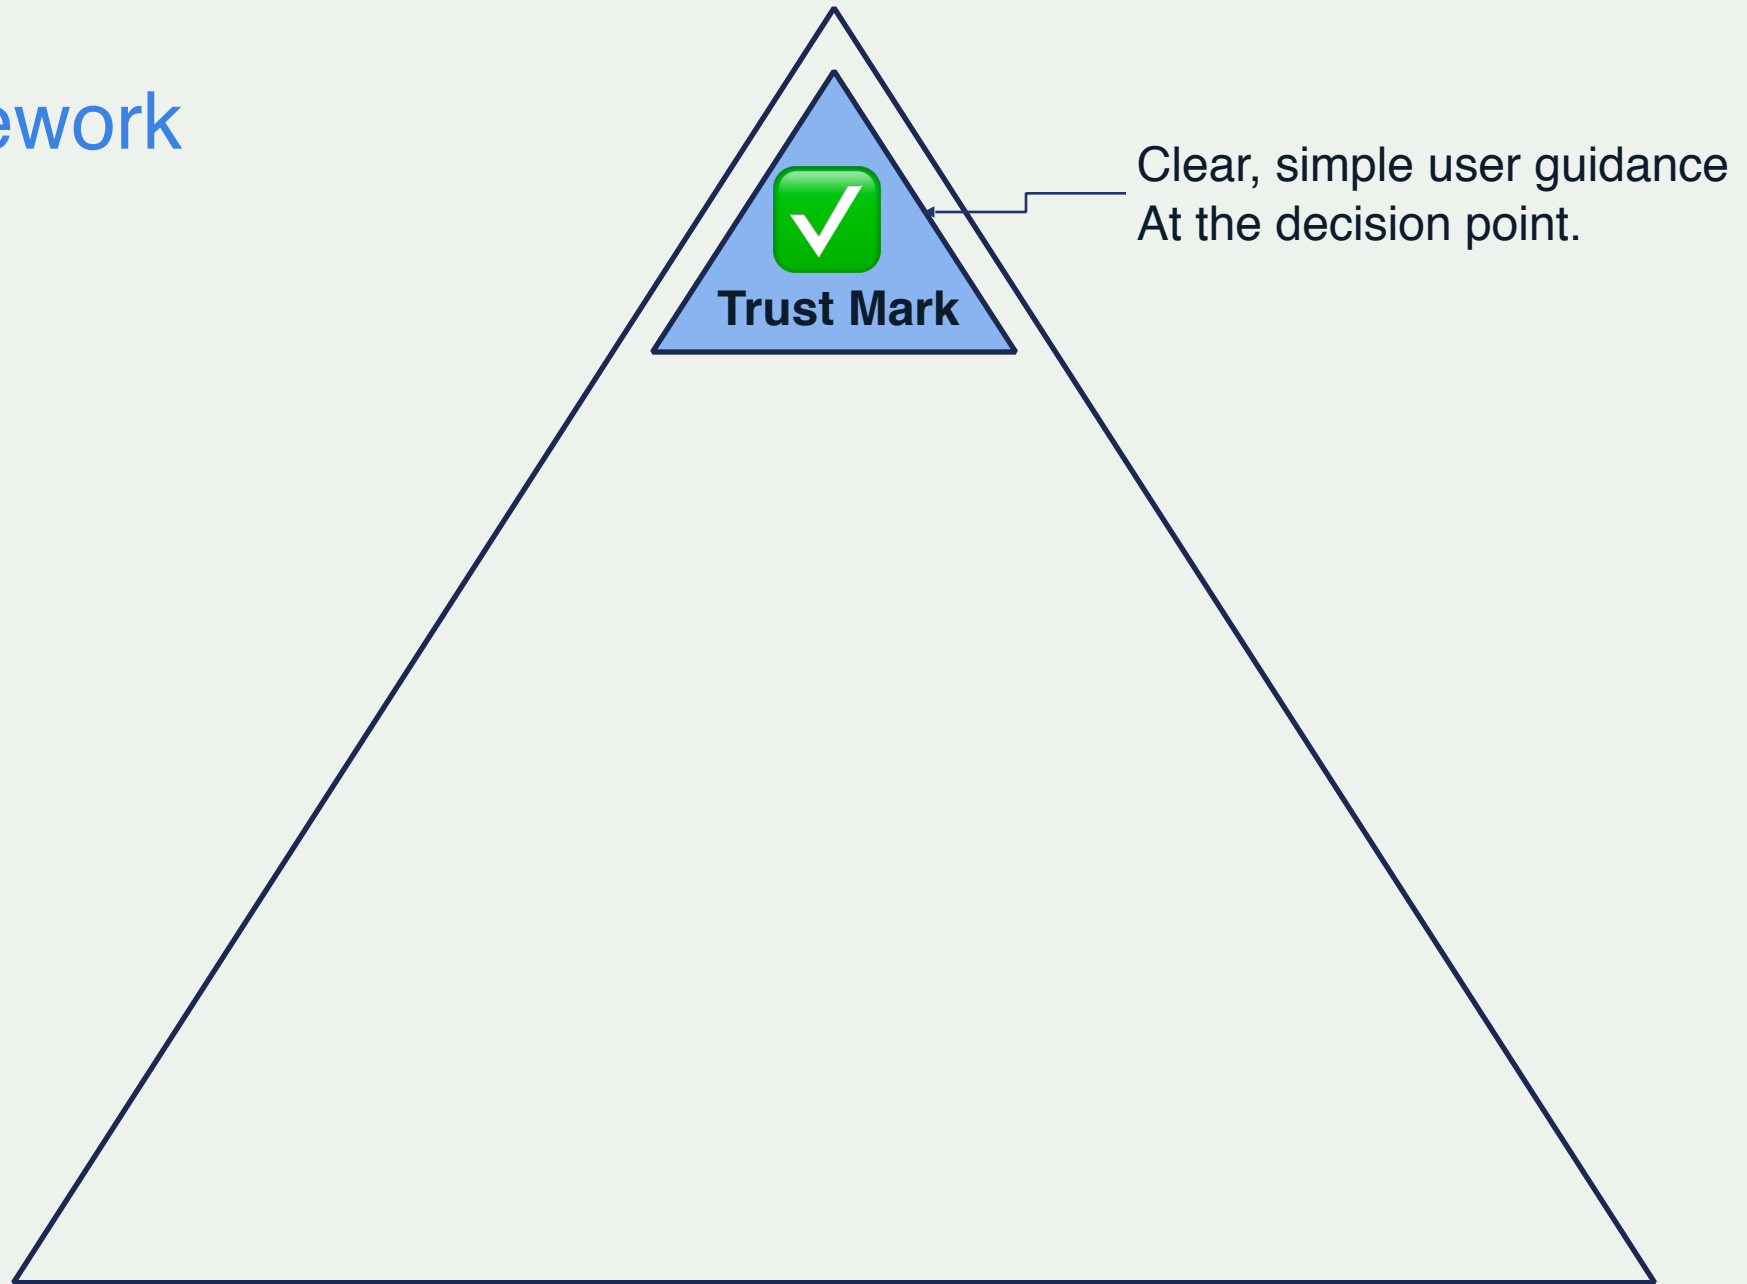 ework
Clear, simple user guidance
At the decision point.
Trust Mark